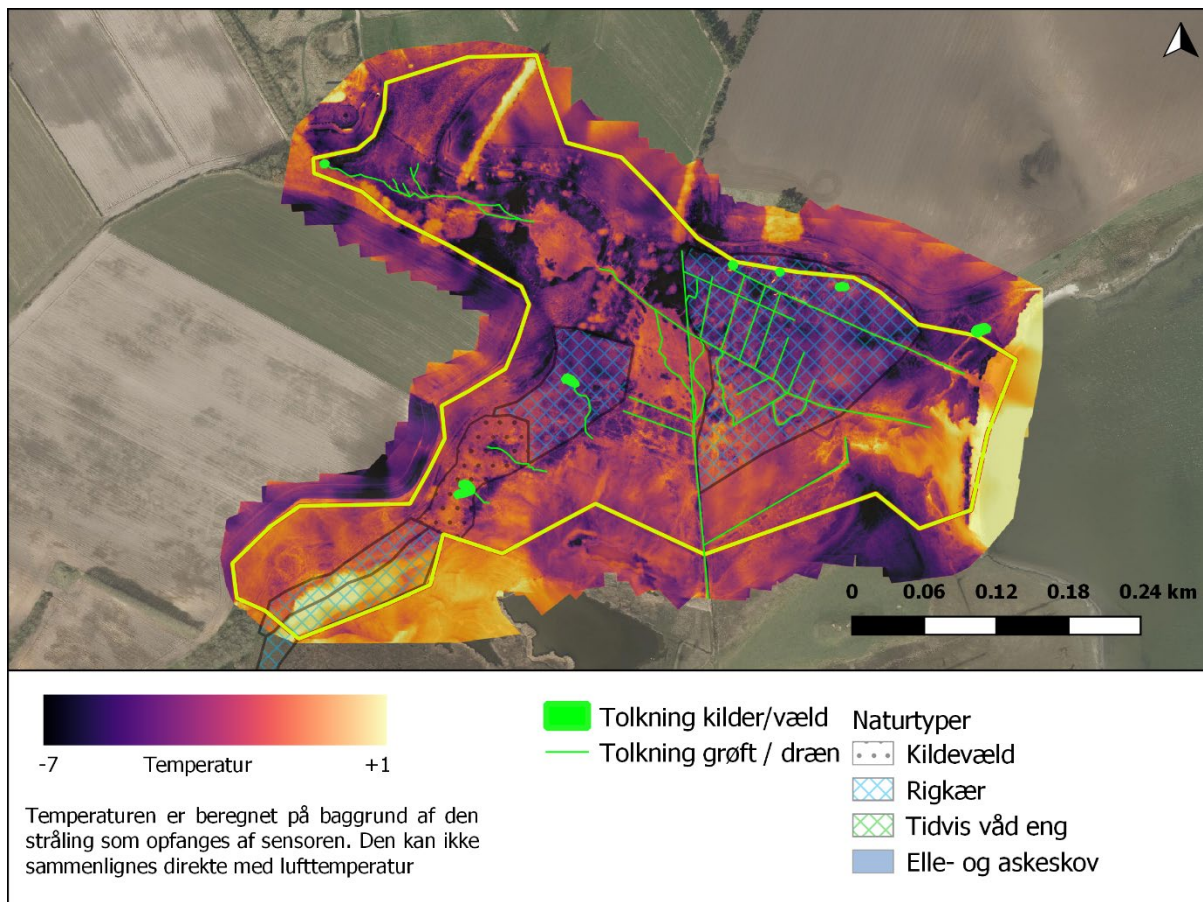 0 0.06 0.12 0.18 0.24 km
-7 Temperatur +1
Temperaturen er beregnet på baggrund af den
stråling som opfanges af sensoren. Den kan ikke
sammenlignes direkte med lufttemperatur
Tolkning kilder/væld
Tolkning grøft / dræn
Naturtyper
Kildevæld
Rigkær
Tidvis våd eng
Elle- og askeskov